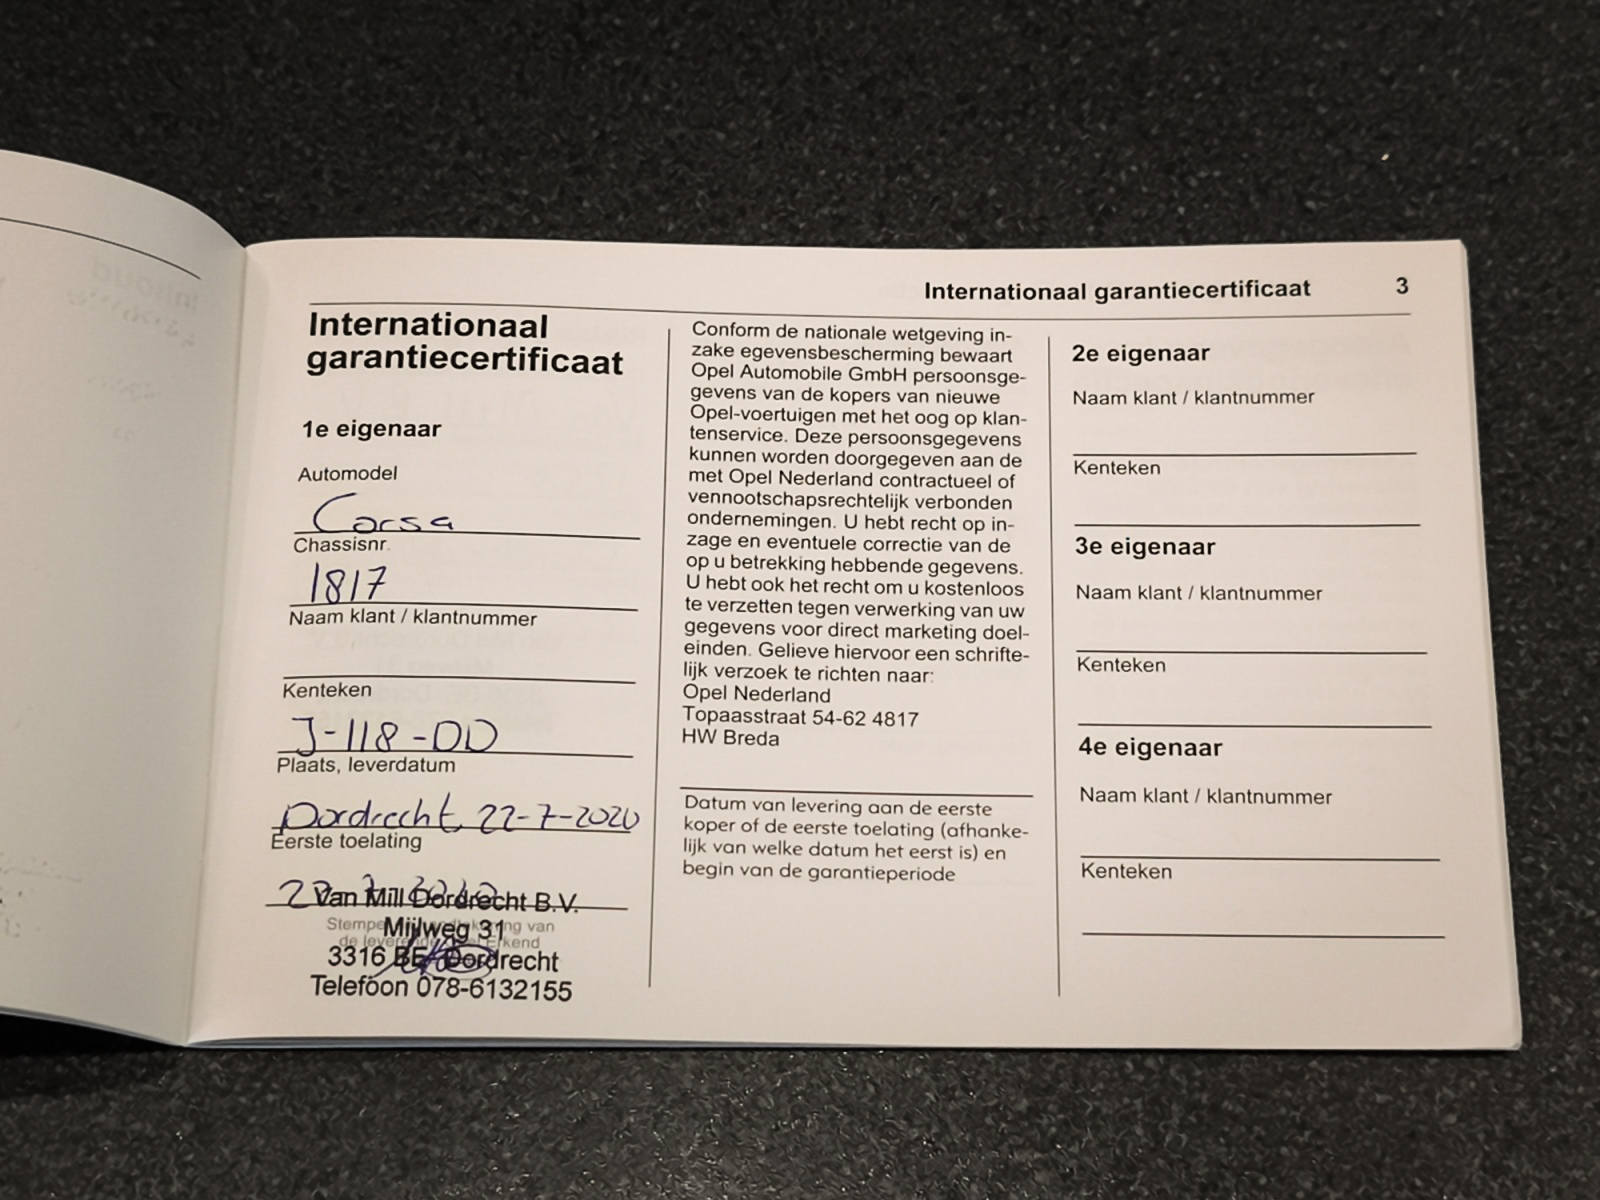 Internationaal garantiecertificaat 3
Internationaal
garantiecertificaat
1e eigenaar
Automodel
Corsa
Chassisnr.
1817
Naam klant / klantnummer
Kenteken
J-118-DD
Plaats, leverdatum
Dordrecht, 22-7-2020
Eerste toelating
Van Mill Dordrecht B.V.
Mijlweg 31
3316 BE Dordrecht
Telefoon 078-6132155
Conform de nationale wetgeving in-
zake egevensbescherming bewaart
Opel Automobile GmbH persoonsge-
gevens van de kopers van nieuwe
Opel-voertuigen met het oog op klan-
tenservice. Deze persoonsgegevens
kunnen worden doorgegeven aan de
met Opel Nederland contractueel of
vennootschapsrechtelijk verbonden
ondernemingen. U hebt recht op in-
zage en eventuele correctie van de
op u betrekking hebbende gegevens.
U hebt ook het recht om u kostenloos
te verzetten tegen verwerking van uw
gegevens voor direct marketing doel-
einden. Gelieve hiervoor een schrifte-
lijk verzoek te richten naar:
Opel Nederland
Topaasstraat 54-62 4817
HW Breda
Datum van levering aan de eerste
koper of de eerste toelating (afhanke-
lijk van welke datum het eerst is) en
begin van de garantieperiode
2e eigenaar
Naam klant / klantnummer
Kenteken
3e eigenaar
Naam klant / klantnummer
Kenteken
4e eigenaar
Naam klant / klantnummer
Kenteken